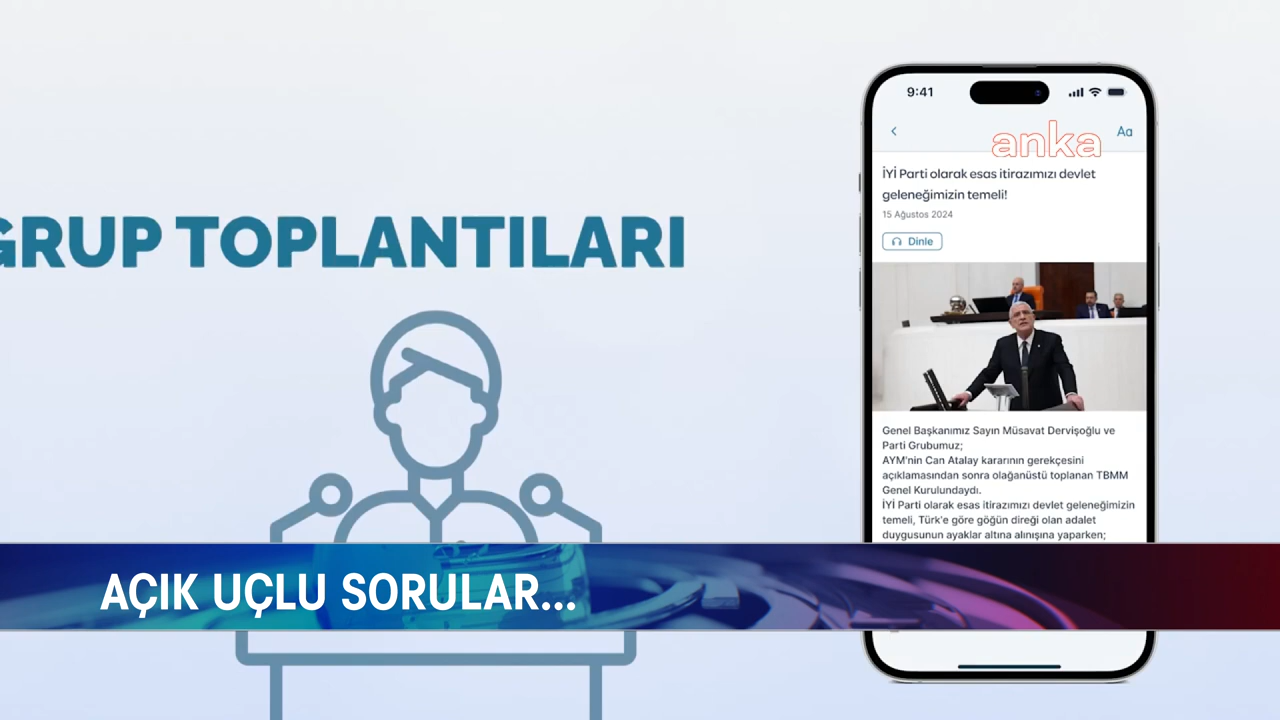 GRUP TOPLANTILARI
9:41
anka
Aa
İYİ Parti olarak esas itirazımızı devlet
geleneğimizin temeli!
15 Ağustos 2024
Dinle
Genel Başkanımız Sayın Müsavat Dervişoğlu ve
Parti Grubumuz;
AYM'nin Can Atalay kararının gerekçesini
açıklamasından sonra olağanüstü toplanan TBMM
Genel Kurulundaydı.
İYİ Parti olarak esas itirazımızı devlet geleneğimizin
temeli, Türk'e göre göğün direği olan adalet
duygusunun ayaklar altına alınışına yaparken;
AÇIK UÇLU SORULAR...